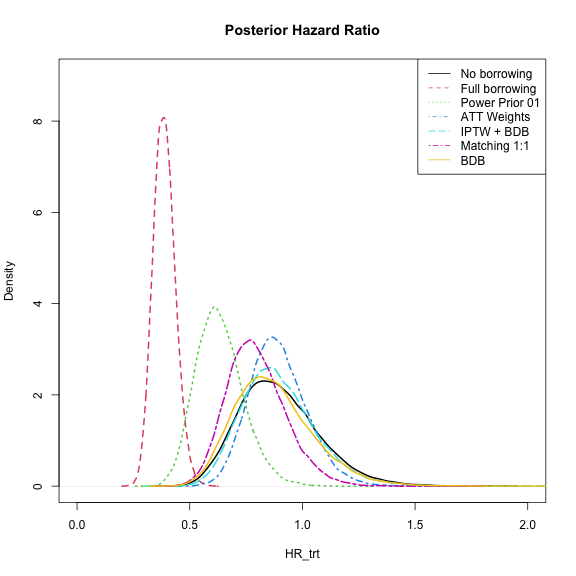 Posterior Hazard Ratio
No borrowing
Full borrowing
Power Prior 01
ATT Weights
IPTW + BDB
Matching 1:1
BDB
Density
8
6
4
2
0
0.0 0.5 1.0 1.5 2.0
HR_trt